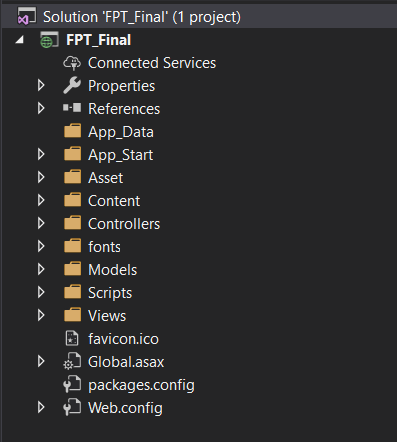 Solution 'FPT_Final' (1 project)
FPT_Final
Connected Services
Properties
References
App_Data
App_Start
Asset
Content
Controllers
fonts
Models
Scripts
Views
favicon.ico
Global.asax
packages.config
Web.config